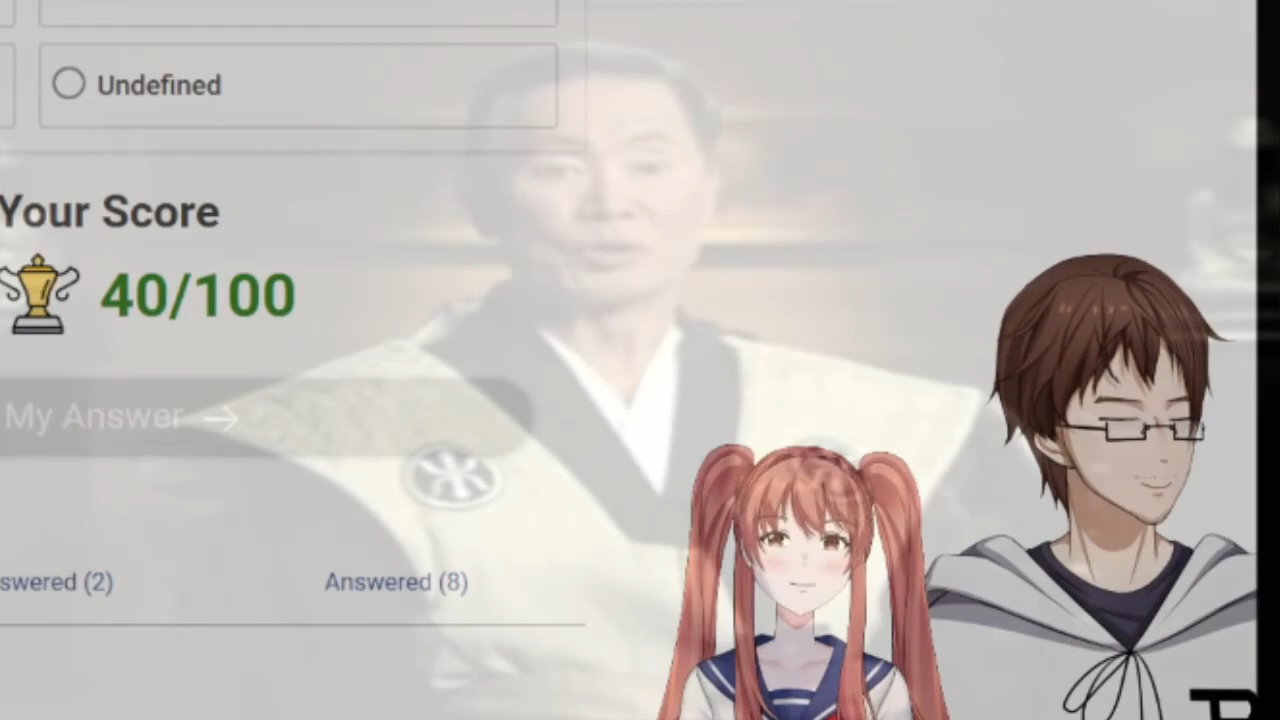 Undefined
Your Score
40/100
My Answer →
swered (2)
Answered (8)